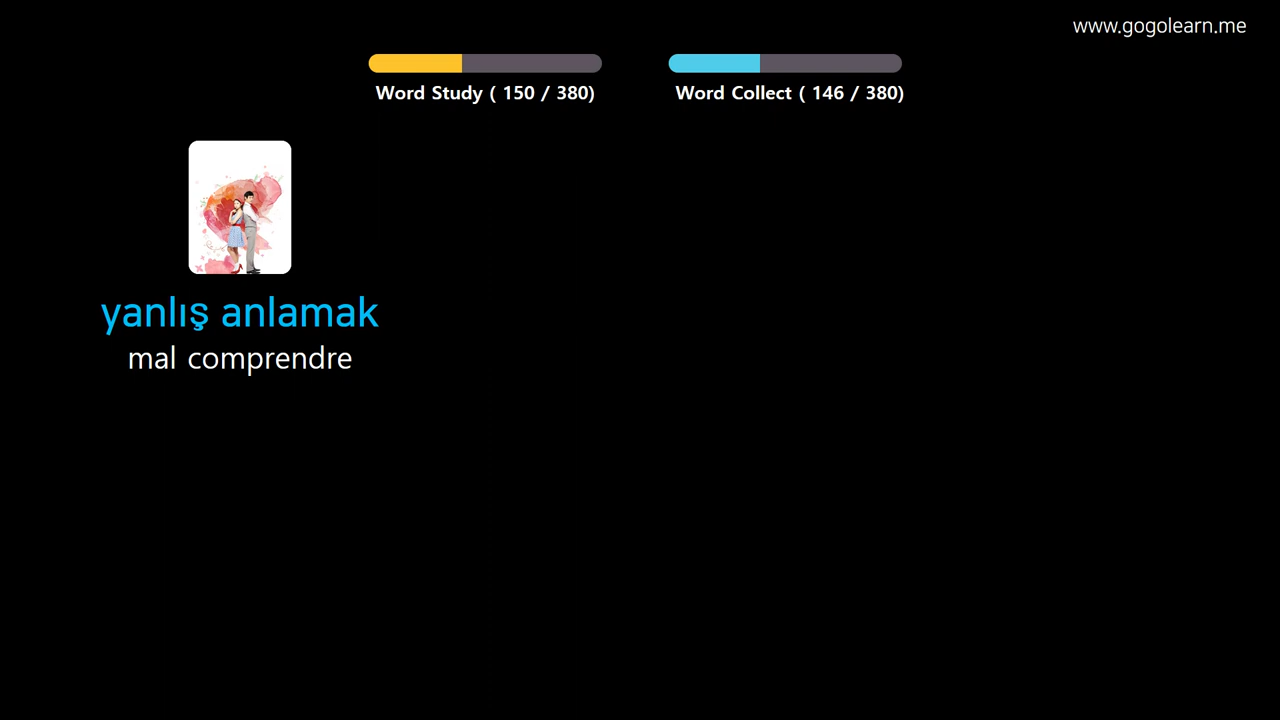 www.gogolearn.me
Word Study ( 150 / 380)
Word Collect ( 146 / 380)
yanlış anlamak
mal comprendre